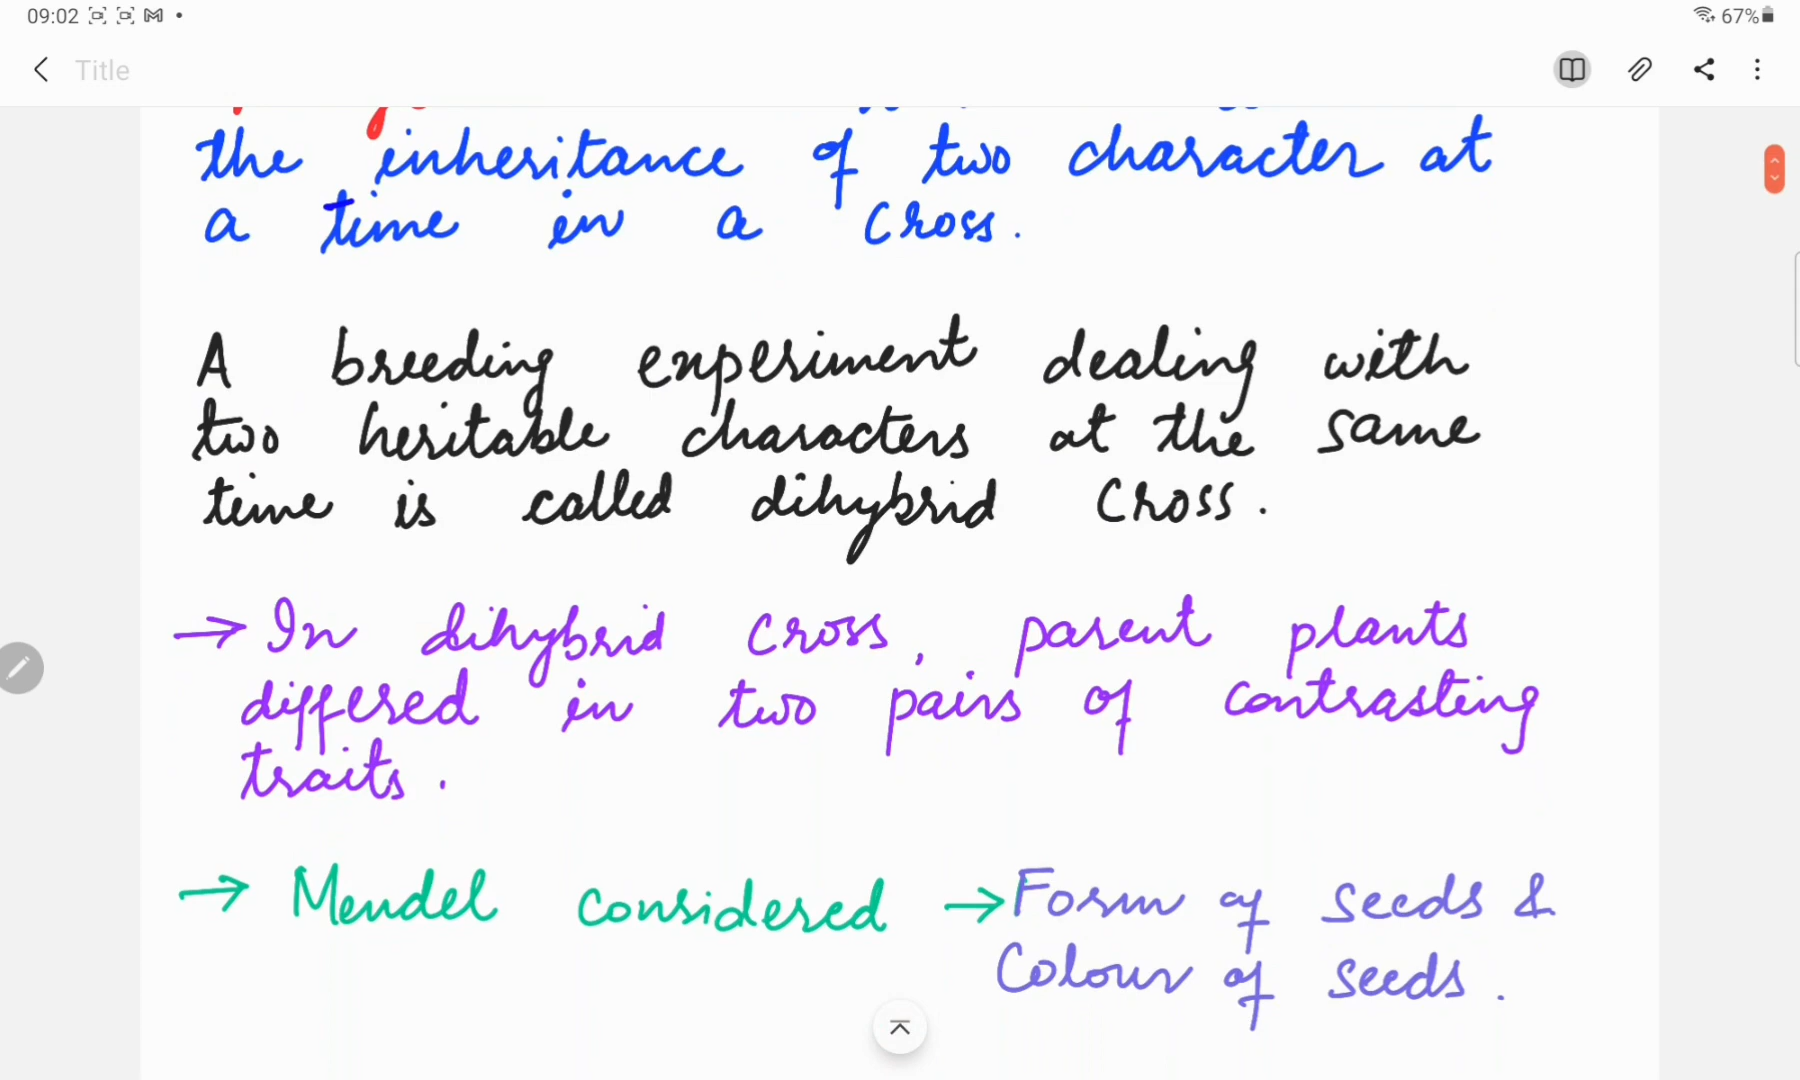 09:02
67%
Title
the inheritance of two character at
a time in a cross.
A breeding experiment dealing with
two heritable characters at the same
time is called dihybrid cross.
→ In dihybrid cross, parent plants
differed in two pairs of contrasting
traits.
→ Mendel considered → Form of seeds &
Colour of seeds.